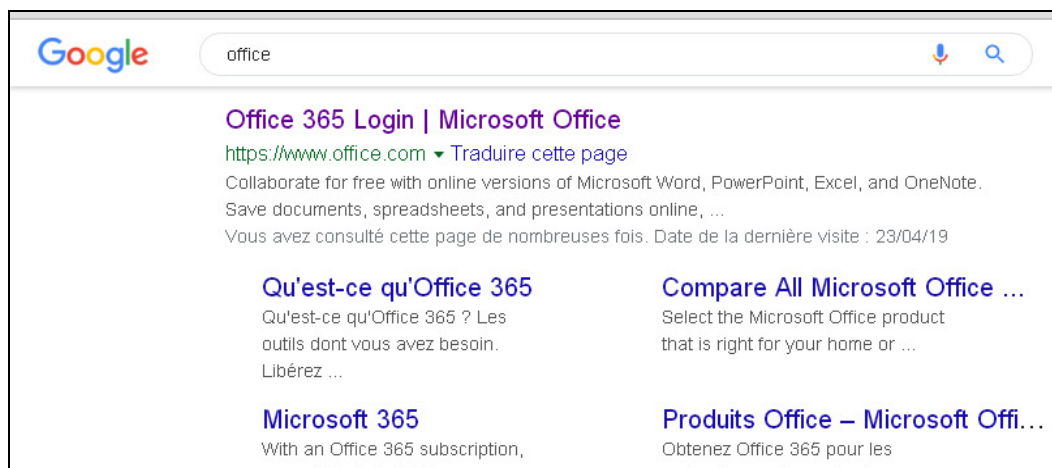 Google
office
Office 365 Login | Microsoft Office
https://www.office.com Traduire cette page
Collaborate for free with online versions of Microsoft Word, PowerPoint, Excel, and OneNote.
Save documents, spreadsheets, and presentations online, ...
Vous avez consulté cette page de nombreuses fois. Date de la dernière visite : 23/04/19
Qu'est-ce qu'Office 365
Qu'est-ce qu'Office 365 ? Les
outils dont vous avez besoin.
Libérez ...
Compare All Microsoft Office ...
Select the Microsoft Office product
that is right for your home or ...
Microsoft 365
With an Office 365 subscription,
Produits Office – Microsoft Offi...
Obtenez Office 365 pour les